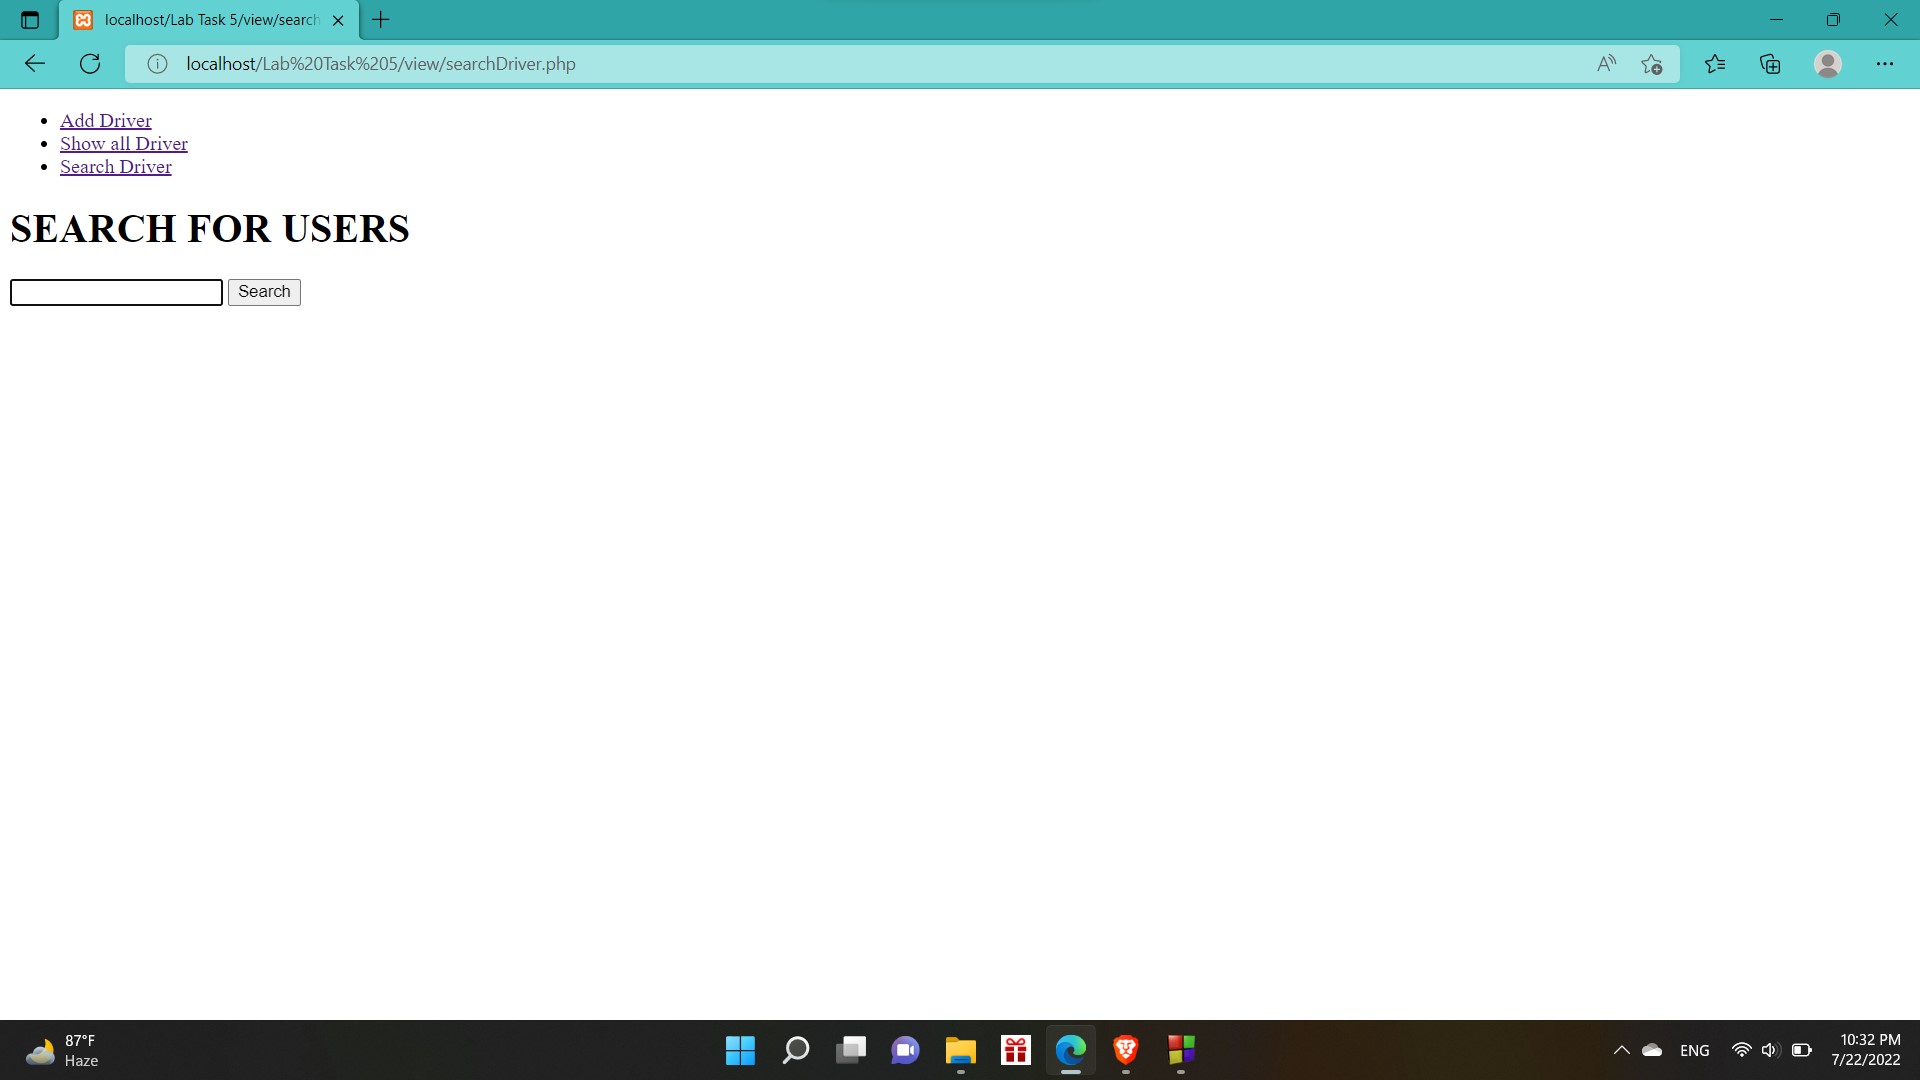 localhost/Lab Task 5/view/search
localhost/Lab%20Task%205/view/searchDriver.php
Add Driver
Show all Driver
Search Driver
SEARCH FOR USERS
Search
87°F
Haze
ENG
10:32 PM
7/22/2022